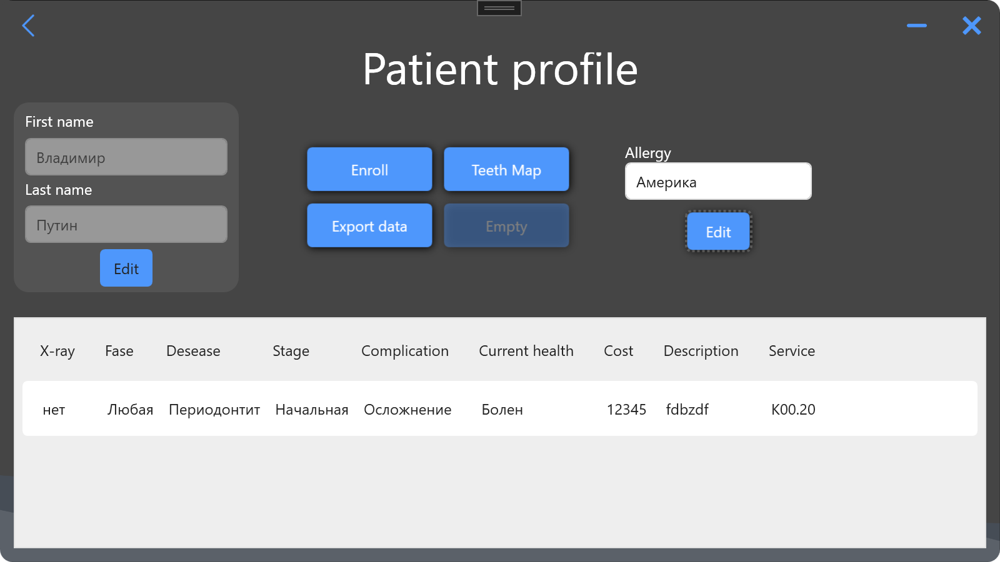 Patient profile
First name
Владимир
Last name
Путин
Edit
Enroll
Teeth Map
Export data
Empty
Allergy
Америка
Edit
X-ray Fase Desease Stage Complication Current health Cost Description Service
нет Любая Периодонтит Начальная Осложнение Болен 12345 fdbzdf K00.20